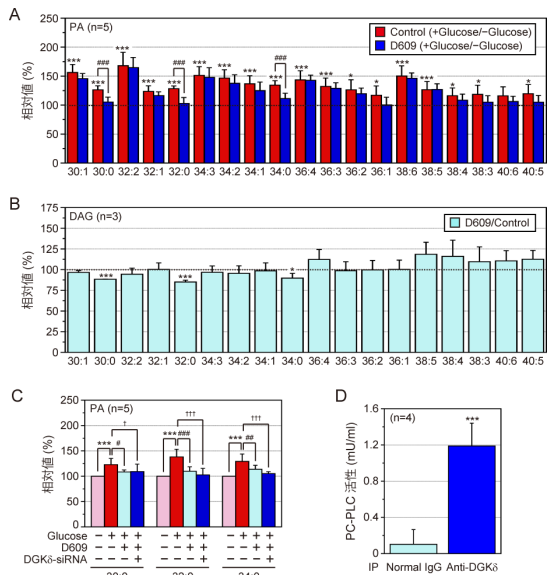 A
PA (n=5)
Control (+Glucose/−Glucose)
D609 (+Glucose/−Glucose)
相対値 (%)
250
200
150
100
50
0
### ### ###
*** *** *** *** *** *** *** *** *** *** *** * * *** *** * * *
30:1 30:0 32:2 32:1 32:0 34:3 34:2 34:1 34:0 36:4 36:3 36:2 36:1 38:6 38:5 38:4 38:3 40:6 40:5
B
DAG (n=3)
D609/Control
相対値 (%)
175
150
125
100
75
50
25
0
*** *** *
30:1 30:0 32:2 32:1 32:0 34:3 34:2 34:1 34:0 36:4 36:3 36:2 36:1 38:5 38:4 38:3 40:6 40:5
C
PA (n=5)
相対値 (%)
250
200
150
100
50
0
† ††† †††
*** # *** ### *** ##
Glucose − + + + − + + + − + + +
D609 − − + + − − + + − − + +
DGKδ-siRNA − − − + − − − + − − − +
D
(n=4)
PC-PLC 活性 (mU/ml)
1.6
1.2
0.8
0.4
0
***
IP Normal IgG Anti-DGKδ